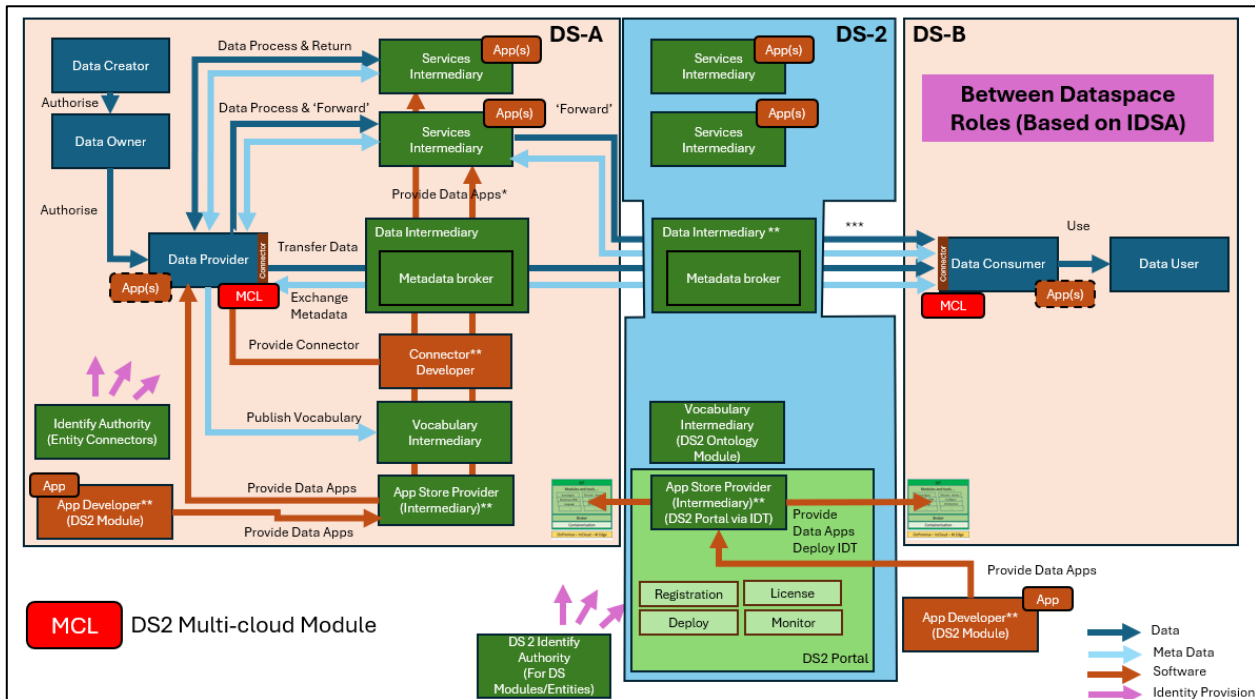 DS-A
DS-2
DS-B
Data Creator
Authorise
Data Owner
Authorise
Data Process & Return
Data Process & ‘Forward’
Services
Intermediary
App(s)
Services
Intermediary
App(s)
‘Forward’
Provide Data Apps*
Data Provider
Connector
App(s)
MCL
Transfer Data
Exchange
Metadata
Data Intermediary
Metadata broker
Provide Connector
Connector**
Developer
Identify Authority
(Entity Connectors)
Publish Vocabulary
Vocabulary
Intermediary
App
App Developer**
(DS2 Module)
Provide Data Apps
Provide Data Apps
App Store Provider
(Intermediary)**
Services
Intermediary
App(s)
Services
Intermediary
App(s)
Data Intermediary **
Metadata broker
Vocabulary
Intermediary
(DS2 Ontology
Module)
App Store Provider
(Intermediary)**
(DS2 Portal via IDT)
Provide
Data Apps
Deploy IDT
Registration
License
Deploy
Monitor
DS2 Portal
DS 2 Identify
Authority
(For DS
Modules/Entities)
Between Dataspace
Roles (Based on IDSA)
***
Connector
Data Consumer
MCL
App(s)
Use
Data User
Broker
Containerisation
Broker
Containerisation
Provide Data Apps
App
App Developer**
(DS2 Module)
MCL
DS2 Multi-cloud Module
Data
Meta Data
Software
Identity Provision